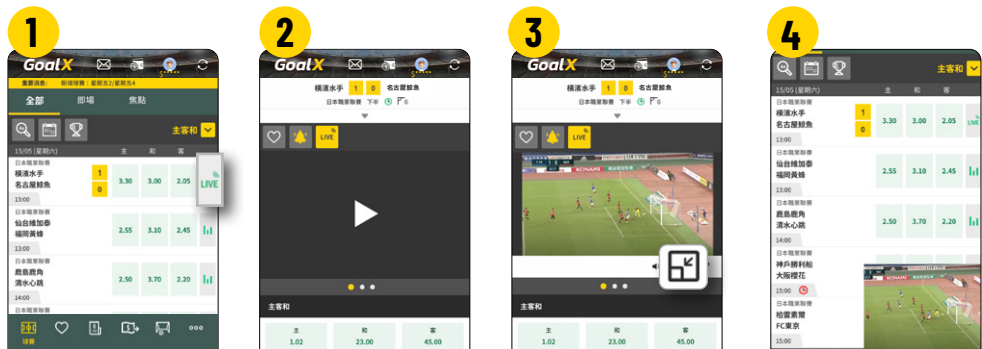 1
GoalX
重要消息: 新增球賽：星期五3/星期五4
全部 即場 焦點
主客和
15/05 (星期六) 主 和 客
日本職業聯賽
橫濱水手 1
名古屋鯨魚 0
3.30 3.00 2.05 LIVE
13:00
日本職業聯賽
仙台維加泰
福岡黃蜂
2.55 3.10 2.45
13:00
日本職業聯賽
鹿島鹿角
清水心跳
2.50 3.70 2.20
14:00
日本職業聯賽
球賽
2
GoalX
橫濱水手 1 0 名古屋鯨魚
日本職業聯賽 下半 6
LIVE
主客和
主 和 客
1.02 23.00 45.00
3
GoalX
橫濱水手 1 0 名古屋鯨魚
日本職業聯賽 下半 6
LIVE
KONAMI
主客和
主 和 客
1.02 23.00 45.00
4
主客和
15/05 (星期六) 主 和 客
日本職業聯賽
橫濱水手 1
名古屋鯨魚 0
3.30 3.00 2.05 LIVE
13:00
日本職業聯賽
仙台維加泰
福岡黃蜂
2.55 3.10 2.45
13:00
日本職業聯賽
鹿島鹿角
清水心跳
2.50 3.70 2.20
14:00
日本職業聯賽
神戶勝利船
大阪櫻花
15:00
日本職業聯賽
柏雷素爾
FC東京
15:00
KONAMI